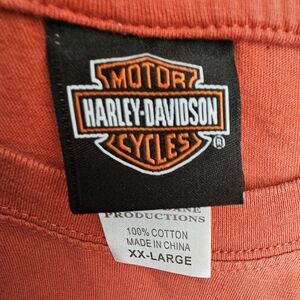 MOTOR
HARLEY-DAVIDSON
CYCLES
®
PRODUCTIONS
100% COTTON
MADE IN CHINA
XX-LARGE